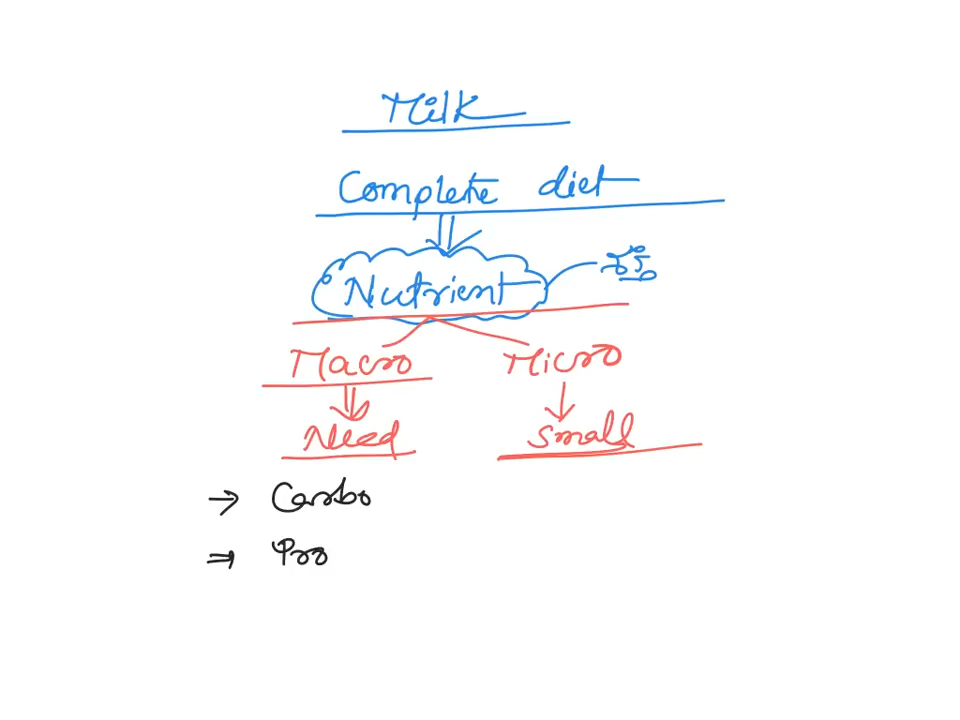 Milk
Complete diet
Nutrient
Macro Micro
Need Small
→ Carbo
⇒ Pro